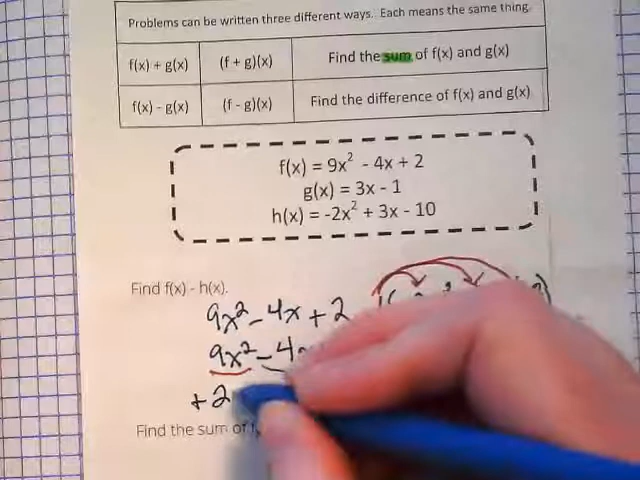 Problems can be written three different ways. Each means the same thing.
f(x) + g(x) (f + g)(x) Find the sum of f(x) and g(x)
f(x) - g(x) (f - g)(x) Find the difference of f(x) and g(x)
f(x) = 9x² - 4x + 2
g(x) = 3x - 1
h(x) = -2x² + 3x - 10
Find f(x) - h(x).
9x² - 4x + 2
9x² - 4
+ 2
Find the sum of